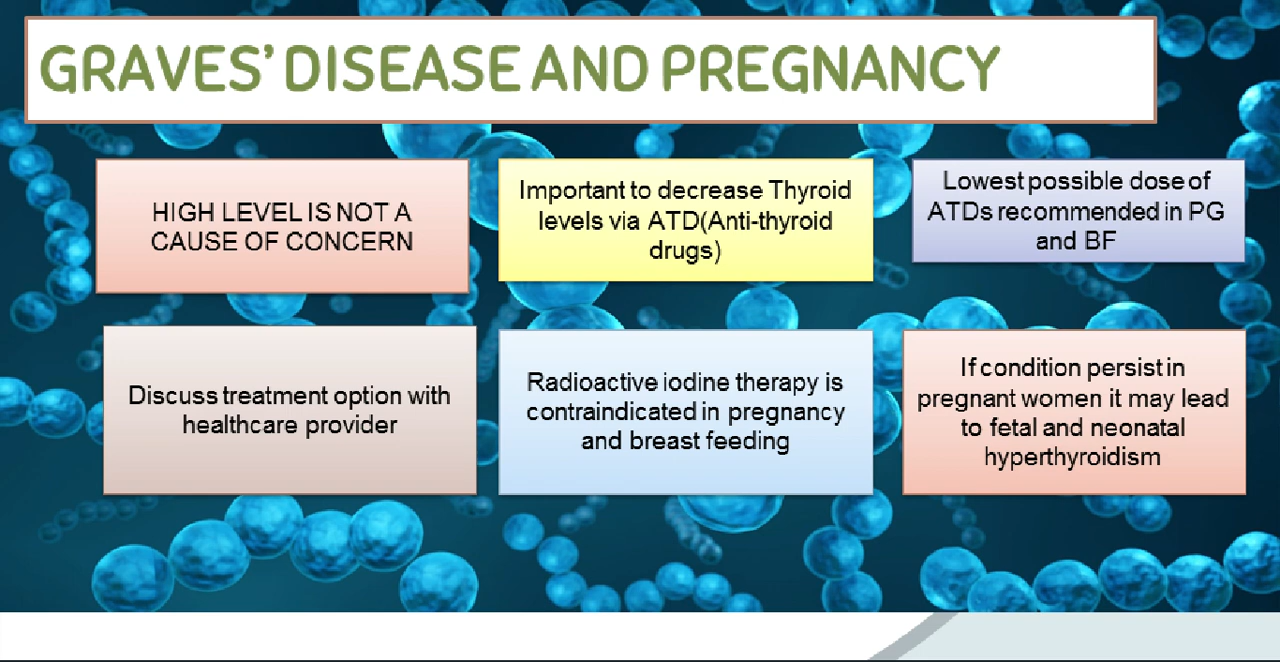 GRAVES' DISEASE AND PREGNANCY
HIGH LEVEL IS NOT A
CAUSE OF CONCERN
Important to decrease Thyroid
levels via ATD(Anti-thyroid
drugs)
Lowest possible dose of
ATDs recommended in PG
and BF
Discuss treatment option with
healthcare provider
Radioactive iodine therapy is
contraindicated in pregnancy
and breast feeding
If condition persist in
pregnant women it may lead
to fetal and neonatal
hyperthyroidism